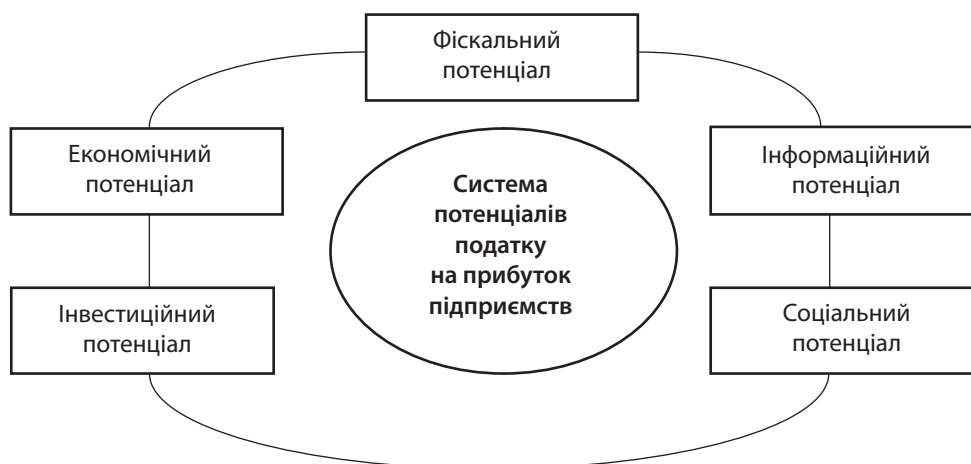 Фіскальний
потенціал
Економічний
потенціал
Інформаційний
потенціал
Система
потенціалів
податку
на прибуток
підприємств
Інвестиційний
потенціал
Соціальний
потенціал